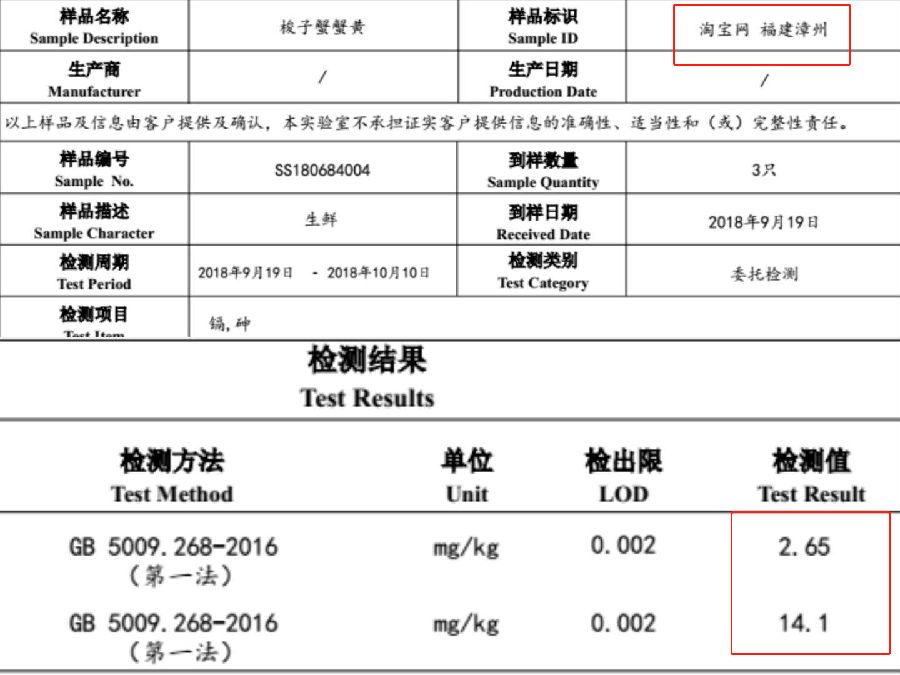 样品名称 梭子蟹蟹黄 样品标识 淘宝网 福建漳州
Sample Description Sample ID
生产商 / 生产日期 /
Manufacturer Production Date
以上样品及信息由客户提供及确认，本实验室不承担证实客户提供信息的准确性、适当性和（或）完整性责任。
样品编号 SS180684004 到样数量 3只
Sample No. Sample Quantity
样品描述 生鲜 到样日期 2018年9月19日
Sample Character Received Date
检测周期 2018年9月19日 - 2018年10月10日 检测类别 委托检测
Test Period Test Category
检测项目 镉,砷
Test Item
检测结果
Test Results
检测方法 单位 检出限 检测值
Test Method Unit LOD Test Result
GB 5009.268-2016 mg/kg 0.002 2.65
（第一法）
GB 5009.268-2016 mg/kg 0.002 14.1
（第一法）